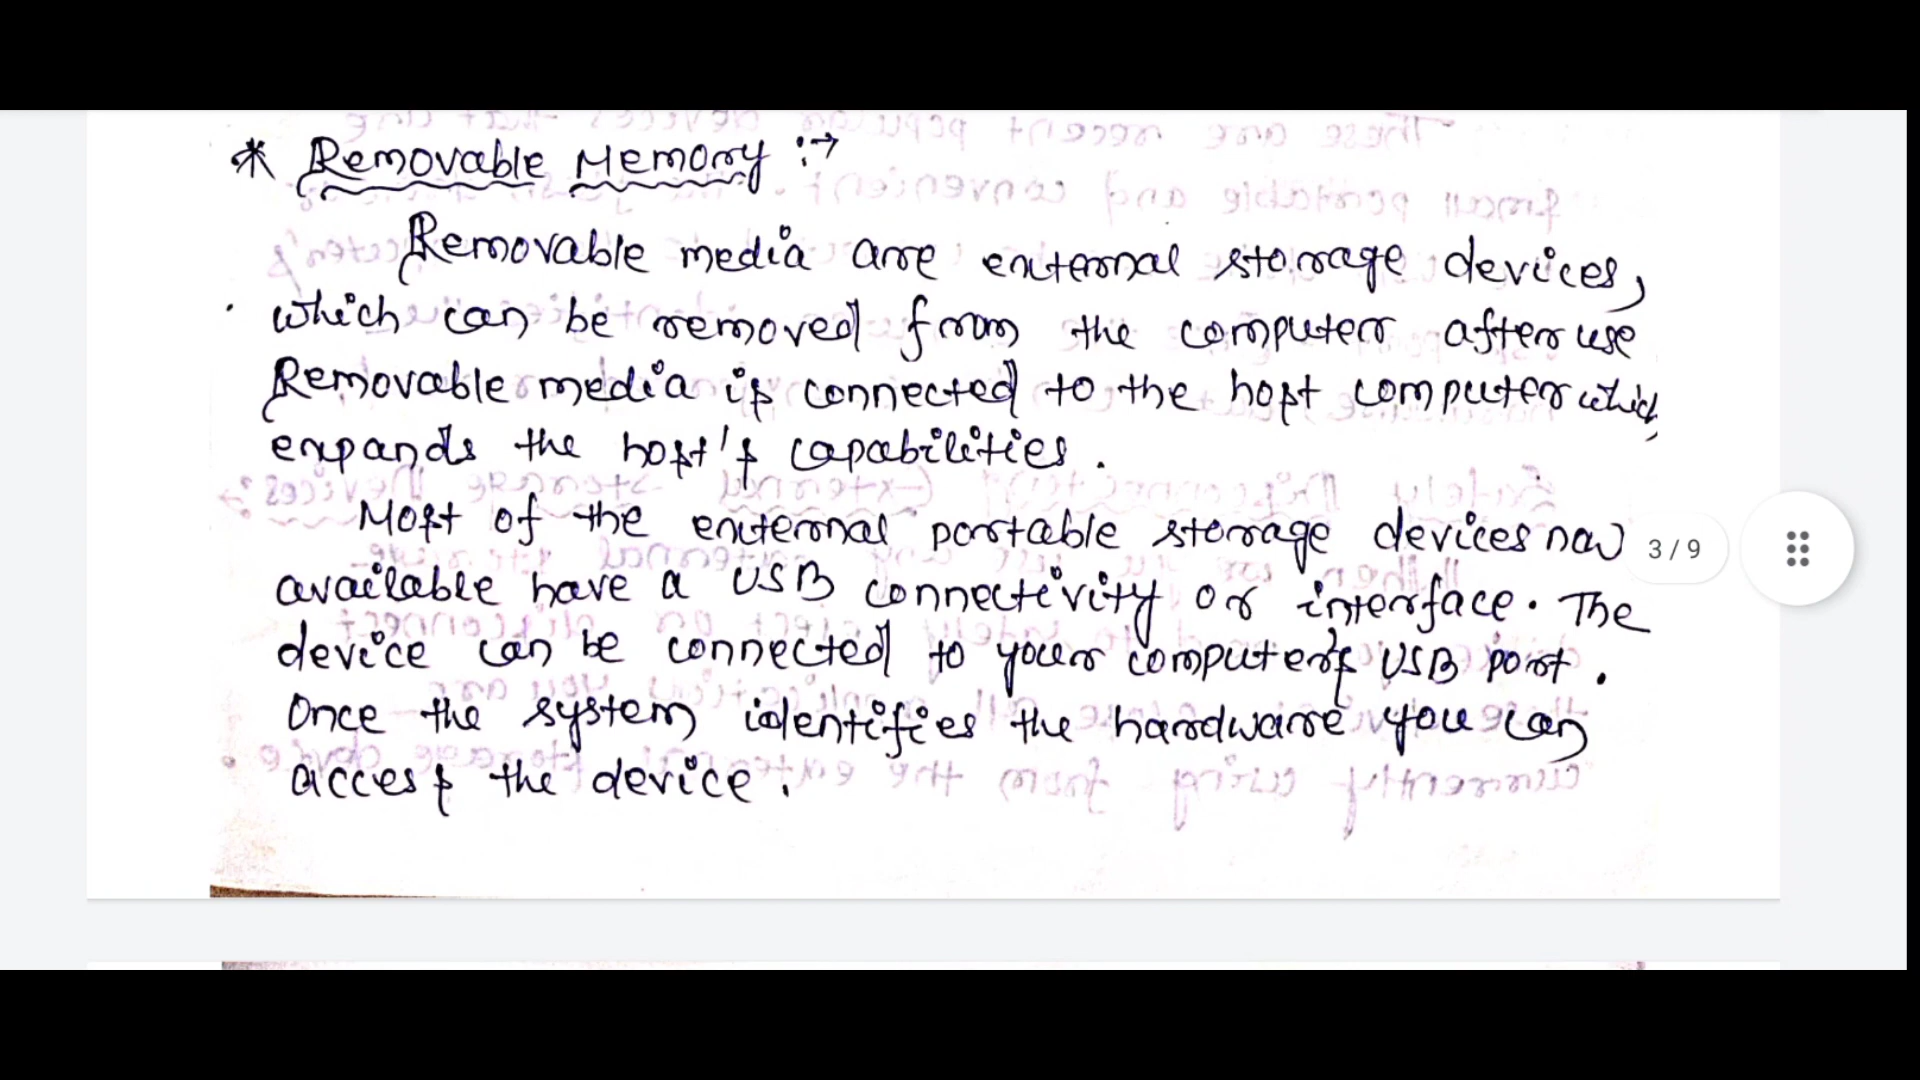 * Removable Memory :→
Removable media are external storage devices,
which can be removed from the computer after use
Removable media is connected to the host computer which
expands the host's capabilities.
Most of the external portable storage devices now
3 / 9
available have a USB connectivity or interface. The
device can be connected to your computer's USB port.
Once the system identifies the hardware you can
access the device.